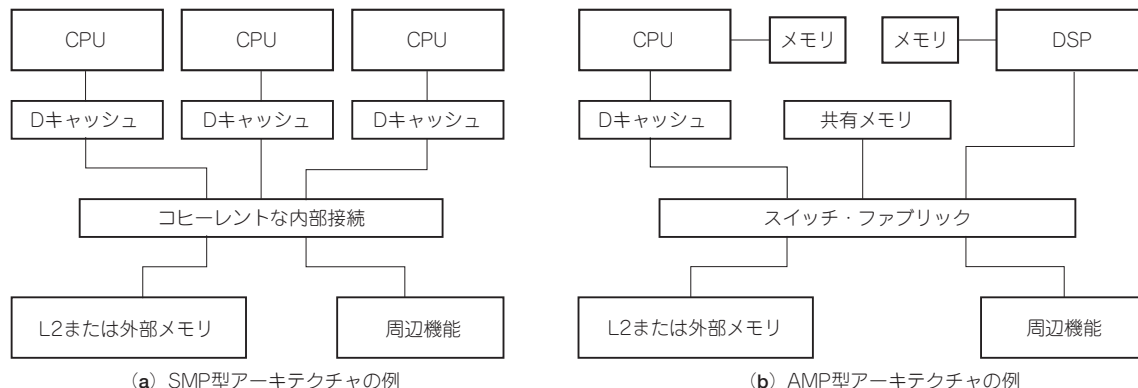 CPU
CPU
CPU
Dキャッシュ
Dキャッシュ
Dキャッシュ
コヒーレントな内部接続
L2または外部メモリ
周辺機能
(a) SMP型アーキテクチャの例
CPU
メモリ
メモリ
DSP
Dキャッシュ
共有メモリ
スイッチ・ファブリック
L2または外部メモリ
周辺機能
(b) AMP型アーキテクチャの例